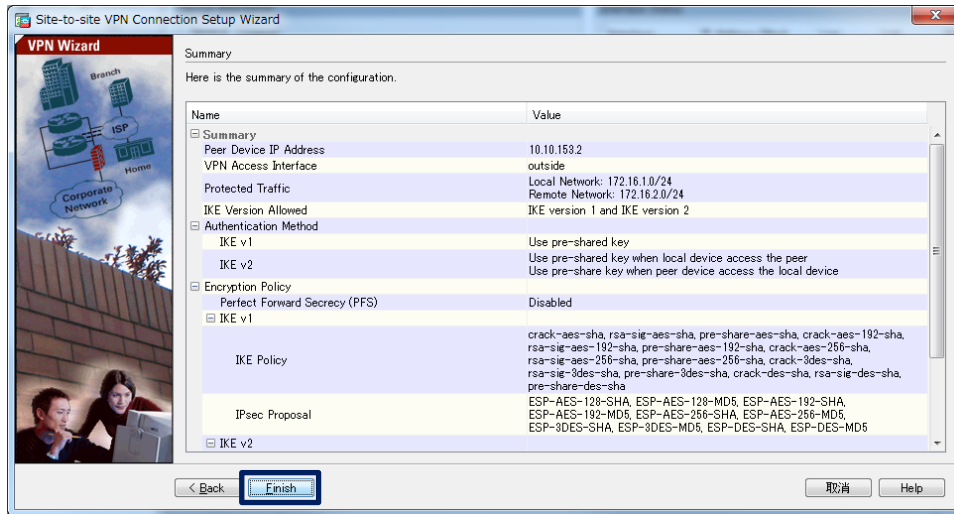 Site-to-site VPN Connection Setup Wizard
VPN Wizard
Branch
ISP
Home
Corporate
Network
Summary
Here is the summary of the configuration.
Name Value
Summary
Peer Device IP Address 10.10.153.2
VPN Access Interface outside
Protected Traffic Local Network: 172.16.1.0/24
Remote Network: 172.16.2.0/24
IKE Version Allowed IKE version 1 and IKE version 2
Authentication Method
IKE v1 Use pre-shared key
IKE v2 Use pre-shared key when local device access the peer
Use pre-share key when peer device access the local device
Encryption Policy
Perfect Forward Secrecy (PFS) Disabled
IKE v1
IKE Policy crack-aes-sha, rsa-sig-aes-sha, pre-share-aes-sha, crack-aes-192-sha,
rsa-sig-aes-192-sha, pre-share-aes-192-sha, crack-aes-256-sha,
rsa-sig-aes-256-sha, pre-share-aes-256-sha, crack-3des-sha,
rsa-sig-3des-sha, pre-share-3des-sha, crack-des-sha, rsa-sig-des-sha,
pre-share-des-sha
IPsec Proposal ESP-AES-128-SHA, ESP-AES-128-MD5, ESP-AES-192-SHA,
ESP-AES-192-MD5, ESP-AES-256-SHA, ESP-AES-256-MD5,
ESP-3DES-SHA, ESP-3DES-MD5, ESP-DES-SHA, ESP-DES-MD5
IKE v2
< Back Finish 取消 Help